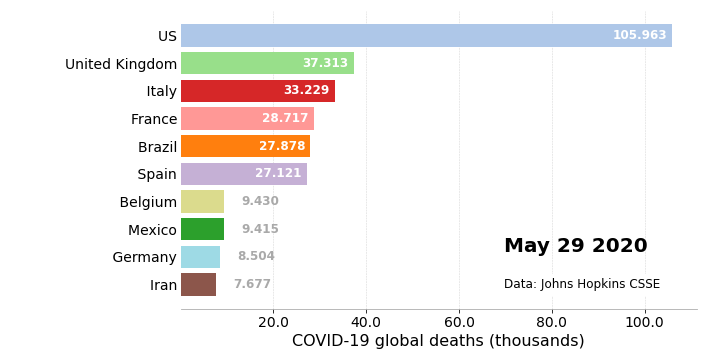 US 105.963
United Kingdom 37.313
Italy 33.229
France 28.717
Brazil 27.878
Spain 27.121
Belgium 9.430
Mexico 9.415
Germany 8.504
Iran 7.677
May 29 2020
Data: Johns Hopkins CSSE
20.0 40.0 60.0 80.0 100.0
COVID-19 global deaths (thousands)